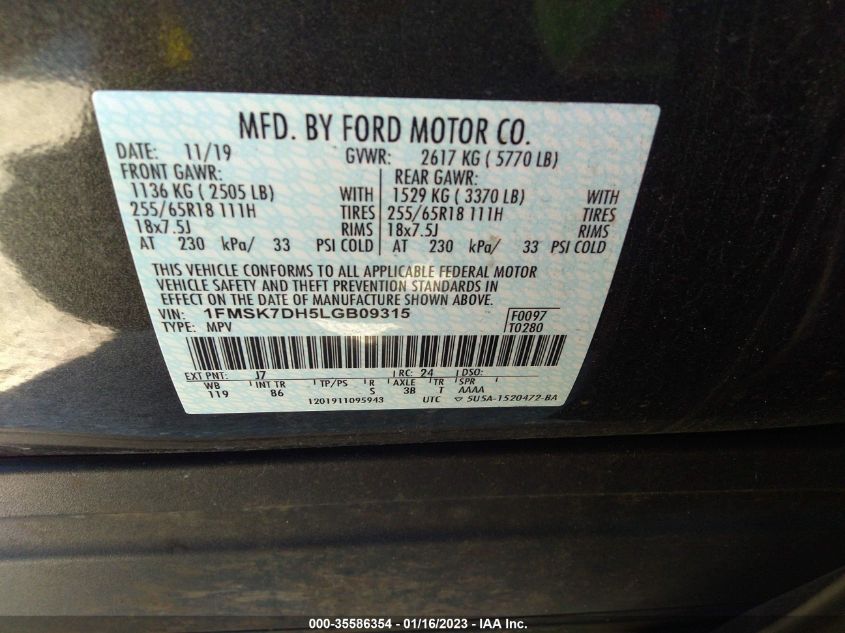 MFD. BY FORD MOTOR CO.
DATE: 11/19 GVWR: 2617 KG ( 5770 LB)
FRONT GAWR: REAR GAWR:
1136 KG ( 2505 LB) WITH 1529 KG ( 3370 LB) WITH
255/65R18 111H TIRES 255/65R18 111H TIRES
18x7.5J RIMS 18x7.5J RIMS
AT 230 kPa/ 33 PSI COLD AT 230 kPa/ 33 PSI COLD
THIS VEHICLE CONFORMS TO ALL APPLICABLE FEDERAL MOTOR
VEHICLE SAFETY AND THEFT PREVENTION STANDARDS IN
EFFECT ON THE DATE OF MANUFACTURE SHOWN ABOVE.
VIN: 1FMSK7DH5LGB09315 F0097
TYPE: MPV T0280
EXT PNT: J7 RC: 24 DSO:
WB INT TR TP/PS R AXLE TR SPR
119 B6 S 3B T AAAA
1201911095943 UTC 5U5A-1520472-BA
000-35586354 - 01/16/2023 - IAA Inc.